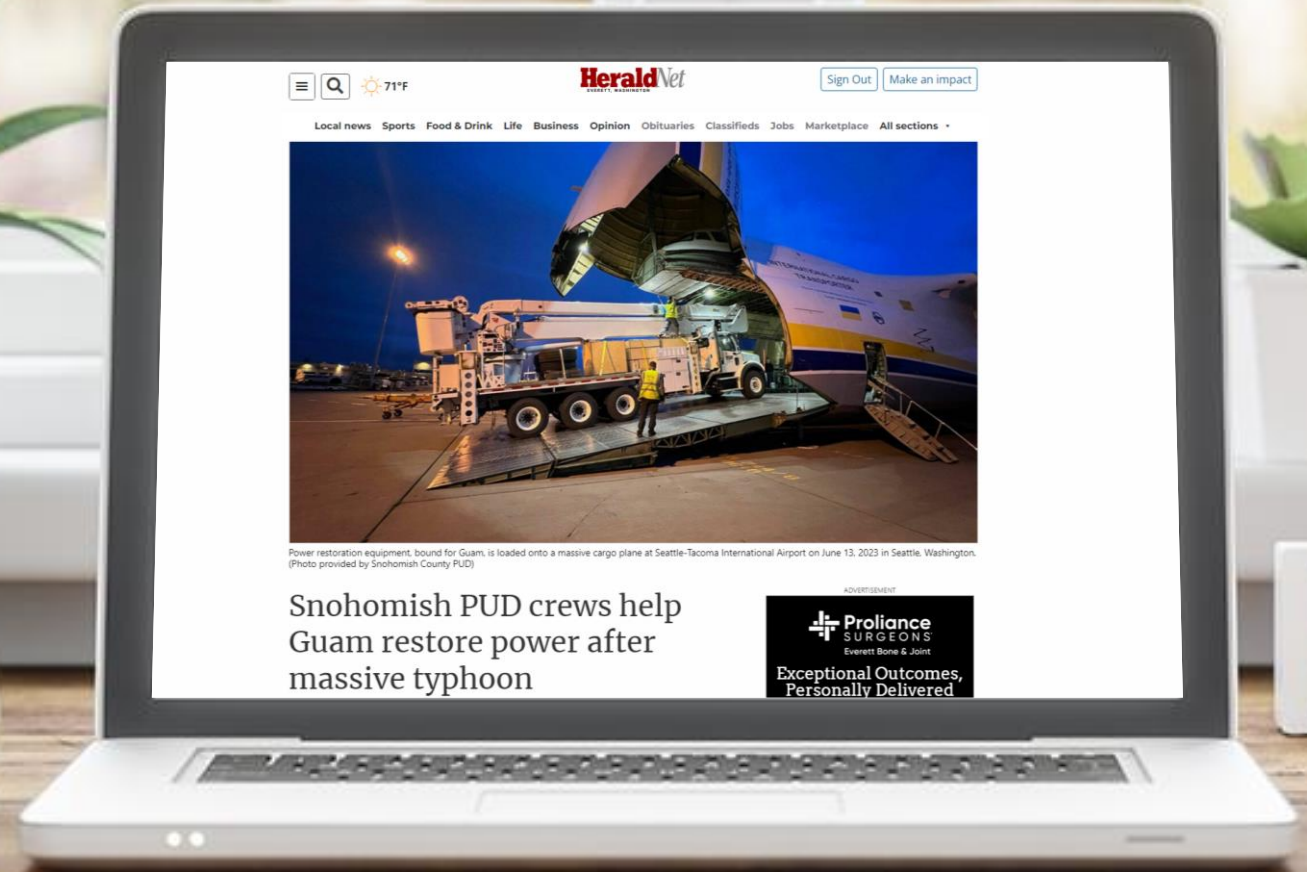 71°F
HeraldNet
EVERETT, WASHINGTON
Sign Out
Make an impact
Local news Sports Food & Drink Life Business Opinion Obituaries Classifieds Jobs Marketplace All sections
INTERNATIONAL CARGO
TRANSPORTER
Power restoration equipment, bound for Guam, is loaded onto a massive cargo plane at Seattle-Tacoma International Airport on June 13, 2023 in Seattle, Washington.
(Photo provided by Snohomish County PUD)
Snohomish PUD crews help
Guam restore power after
massive typhoon
ADVERTISEMENT
Proliance
SURGEONS
Everett Bone & Joint
Exceptional Outcomes,
Personally Delivered